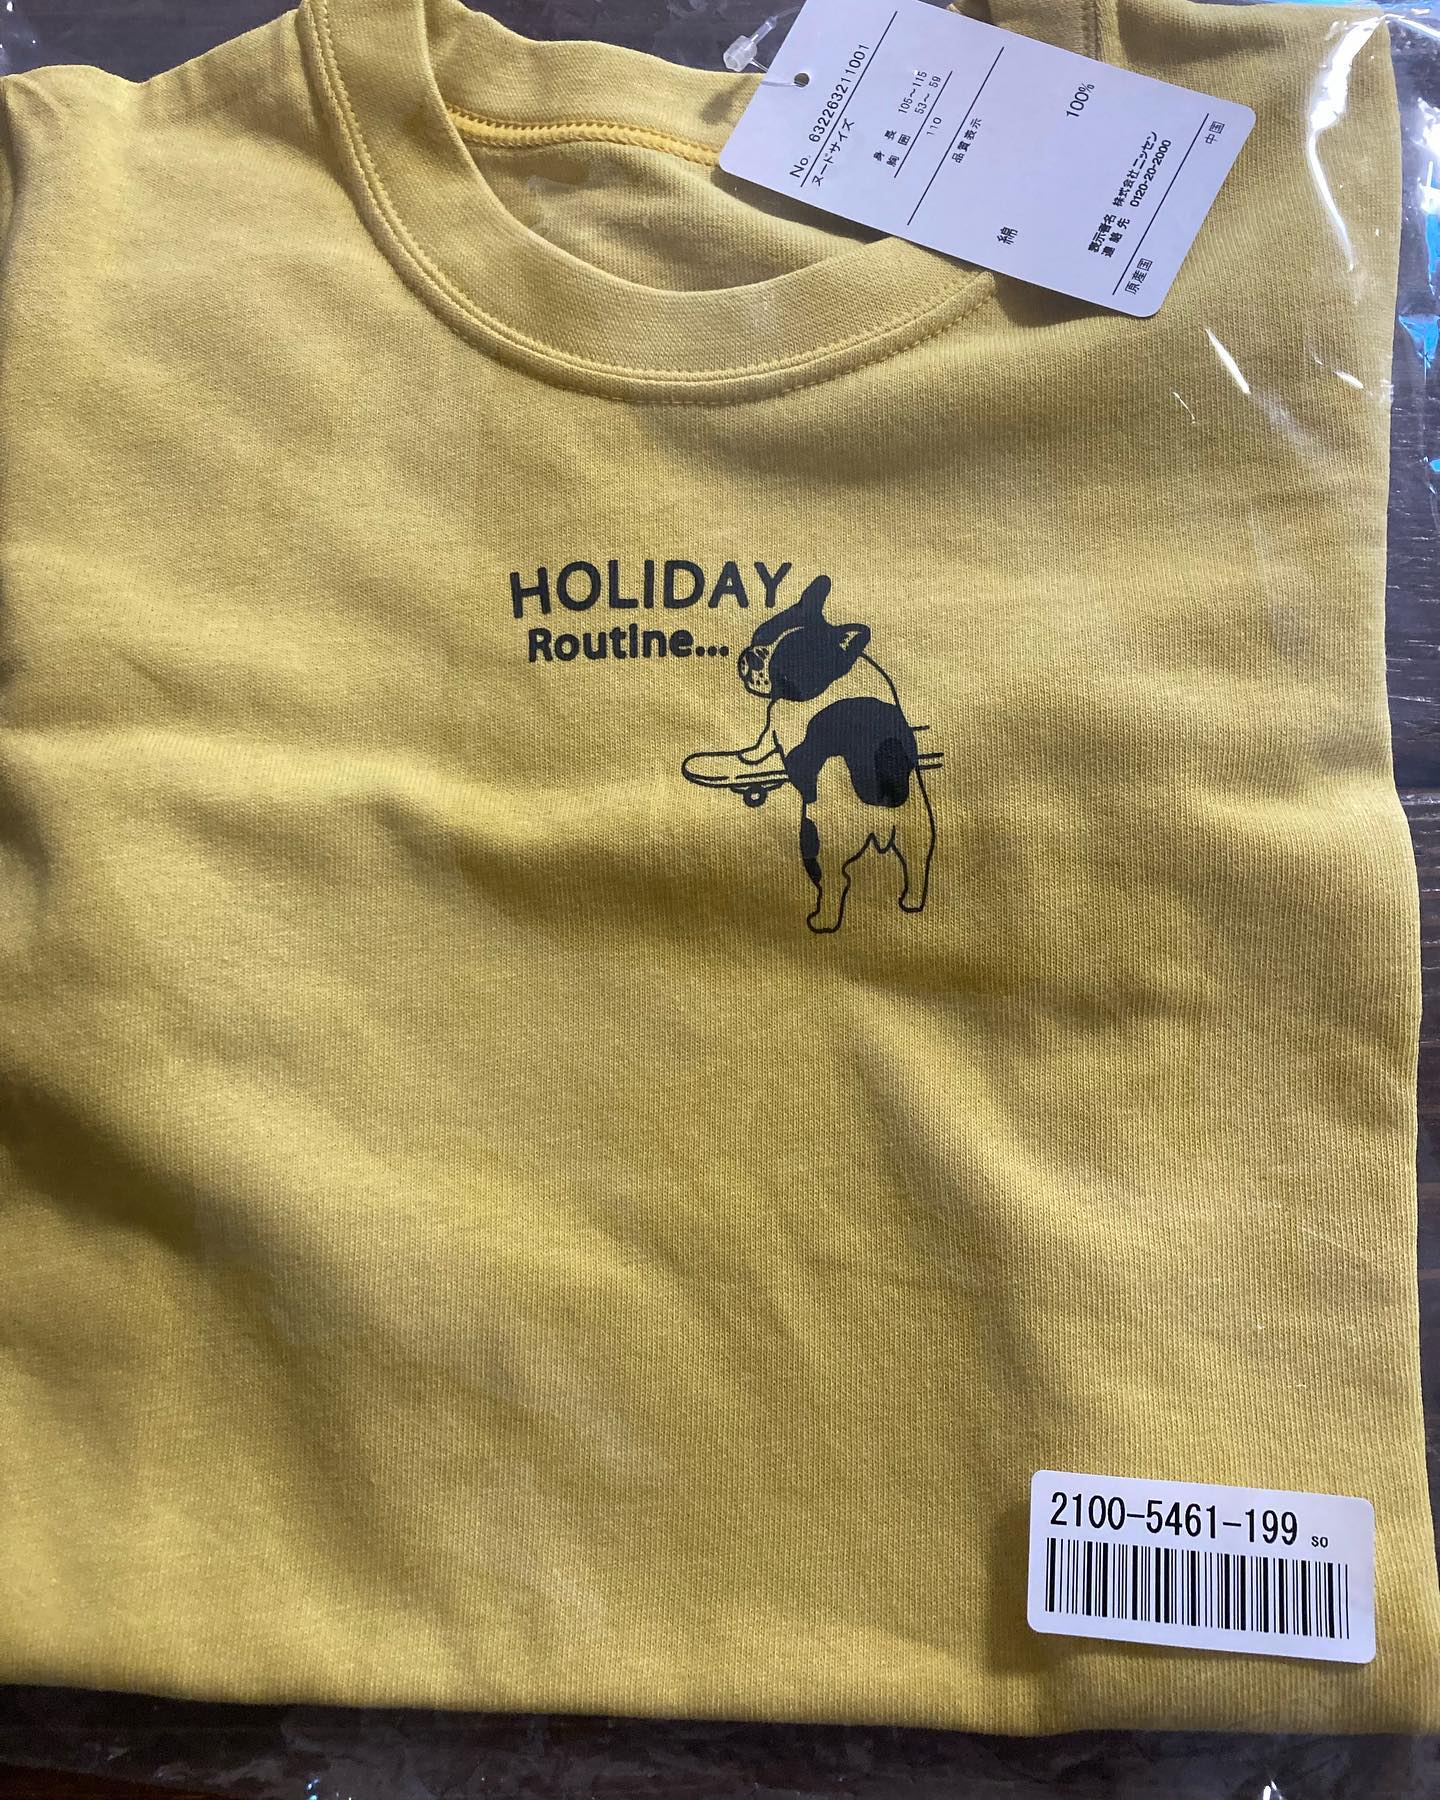 No. 632263211001
ヌードサイズ
身 長 105～115
胸 囲 53～ 59
110
品質表示
綿 100%
表示者名 株式会社ニッセン
連 絡 先 0120-20-2000
原産国 中国
HOLIDAY
Routine...
2100-5461-199 SO